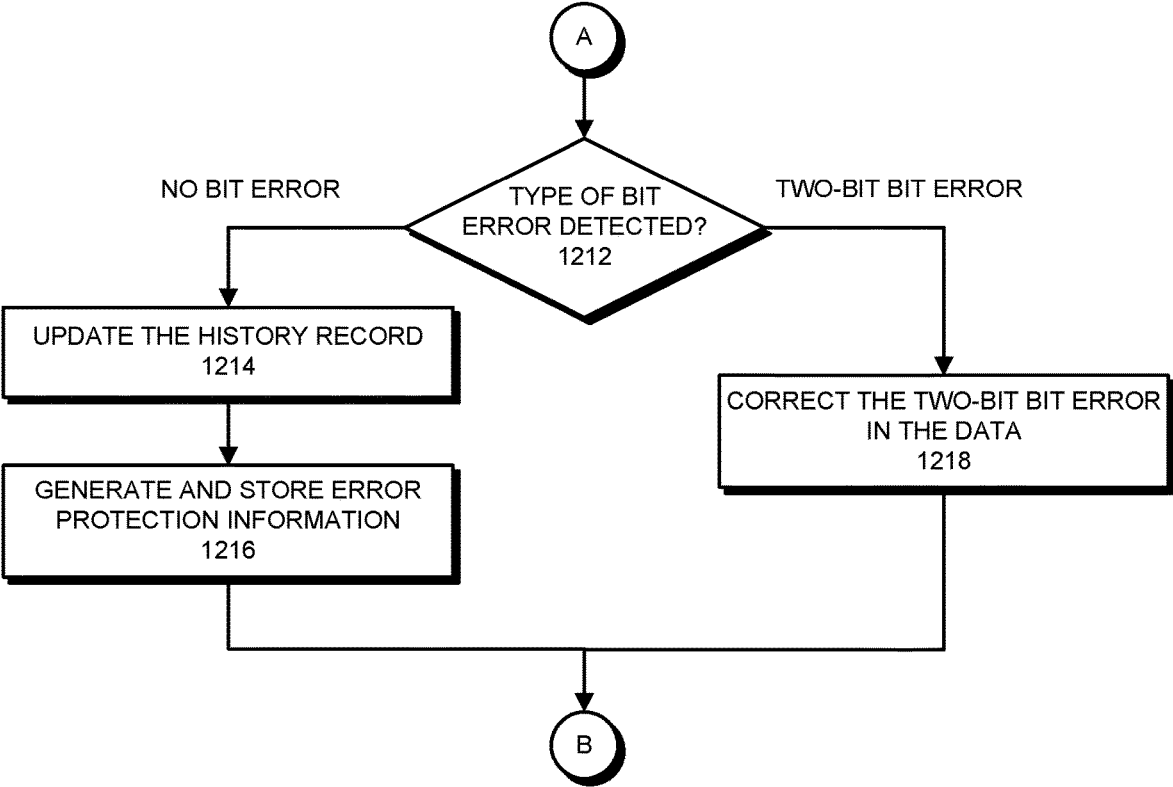 A
NO BIT ERROR
TWO-BIT BIT ERROR
TYPE OF BIT
ERROR DETECTED?
1212
UPDATE THE HISTORY RECORD
1214
CORRECT THE TWO-BIT BIT ERROR
IN THE DATA
1218
GENERATE AND STORE ERROR
PROTECTION INFORMATION
1216
B